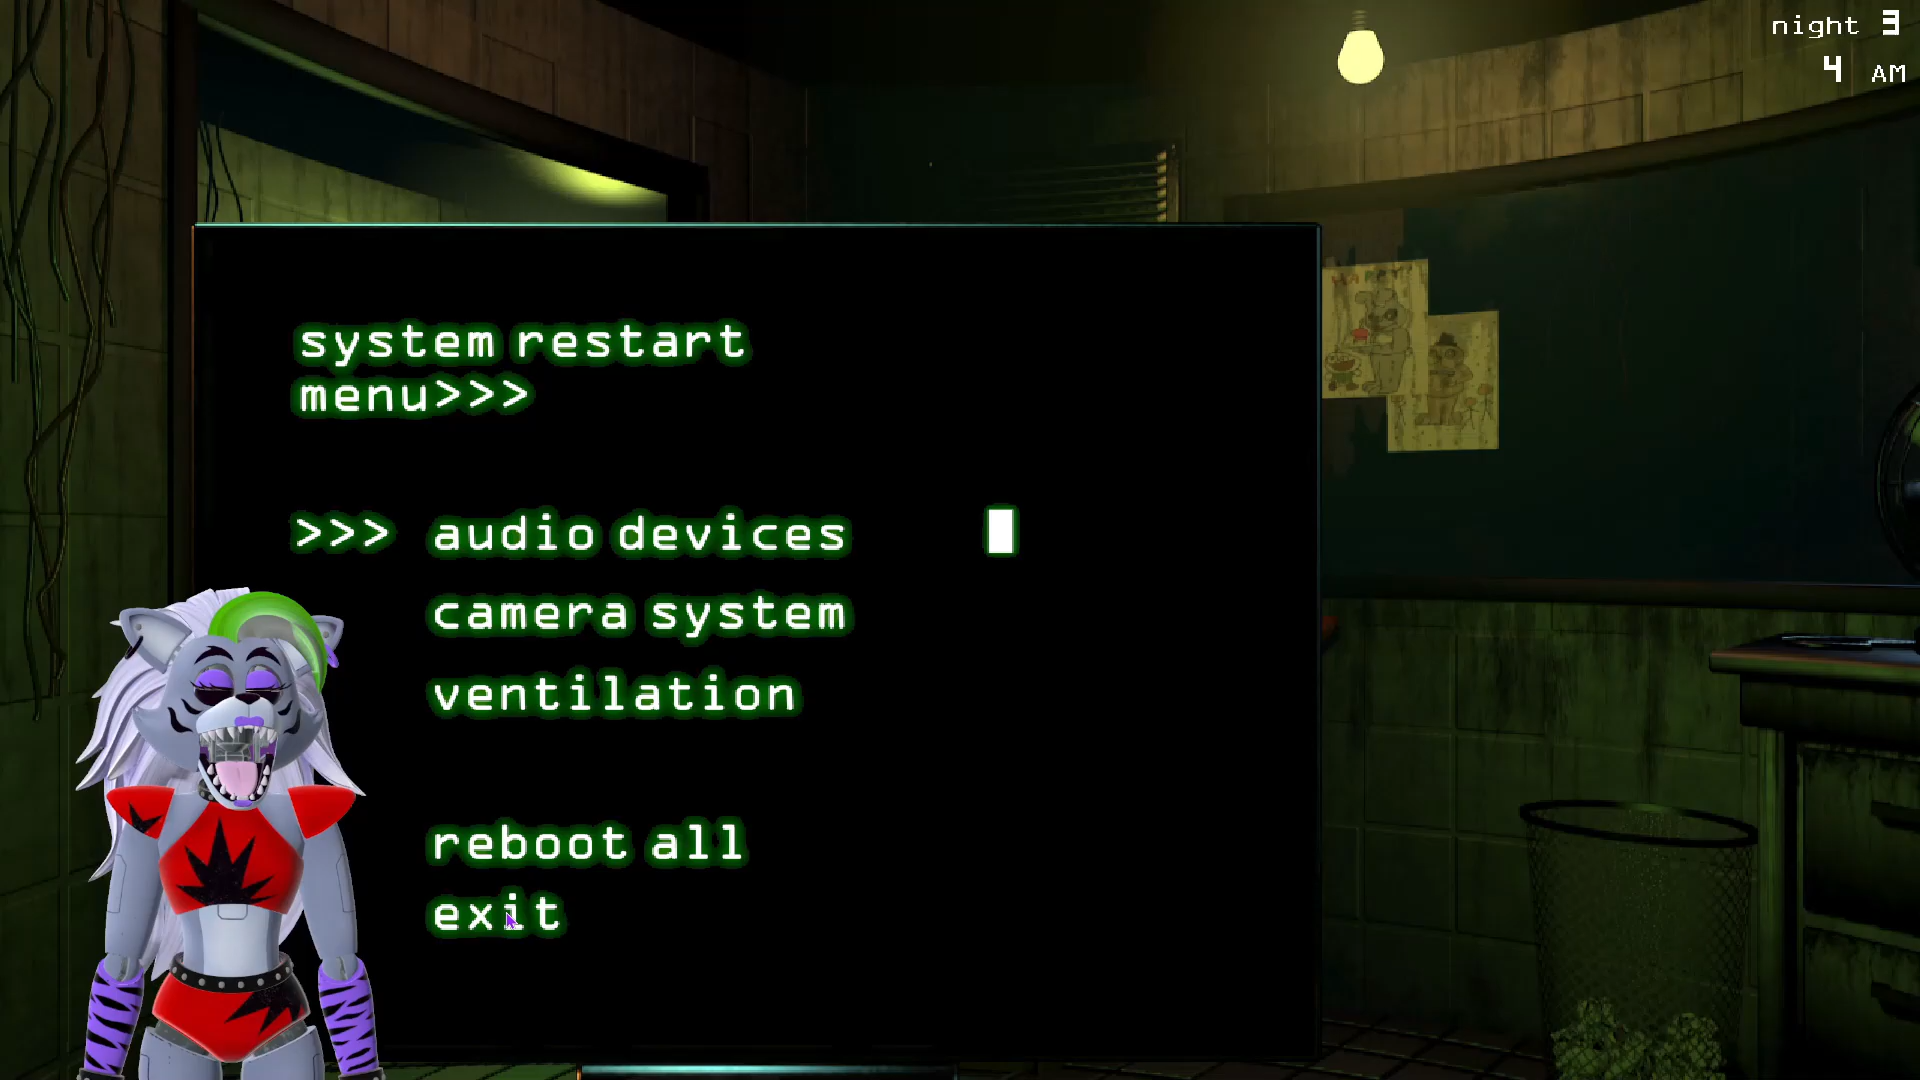 night 3
4 AM
system restart
menu>>>
>>> audio devices
camera system
ventilation
reboot all
exit